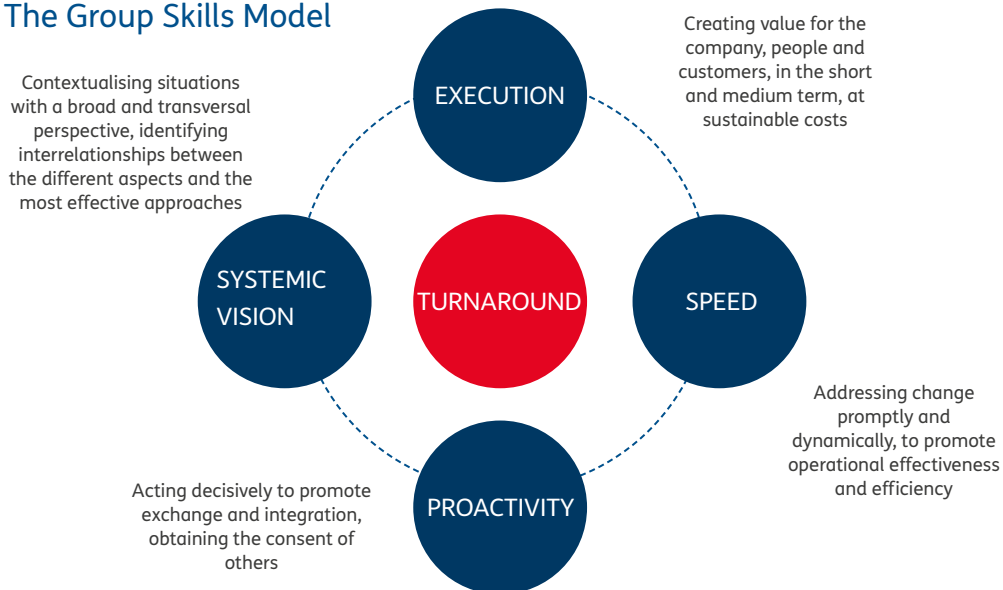 The Group Skills Model
Creating value for the
company, people and
customers, in the short
and medium term, at
sustainable costs
EXECUTION
Contextualising situations
with a broad and transversal
perspective, identifying
interrelationships between
the different aspects and the
most effective approaches
SYSTEMIC
VISION
TURNAROUND
SPEED
Addressing change
promptly and
dynamically, to promote
operational effectiveness
and efficiency
Acting decisively to promote
exchange and integration,
obtaining the consent of
others
PROACTIVITY